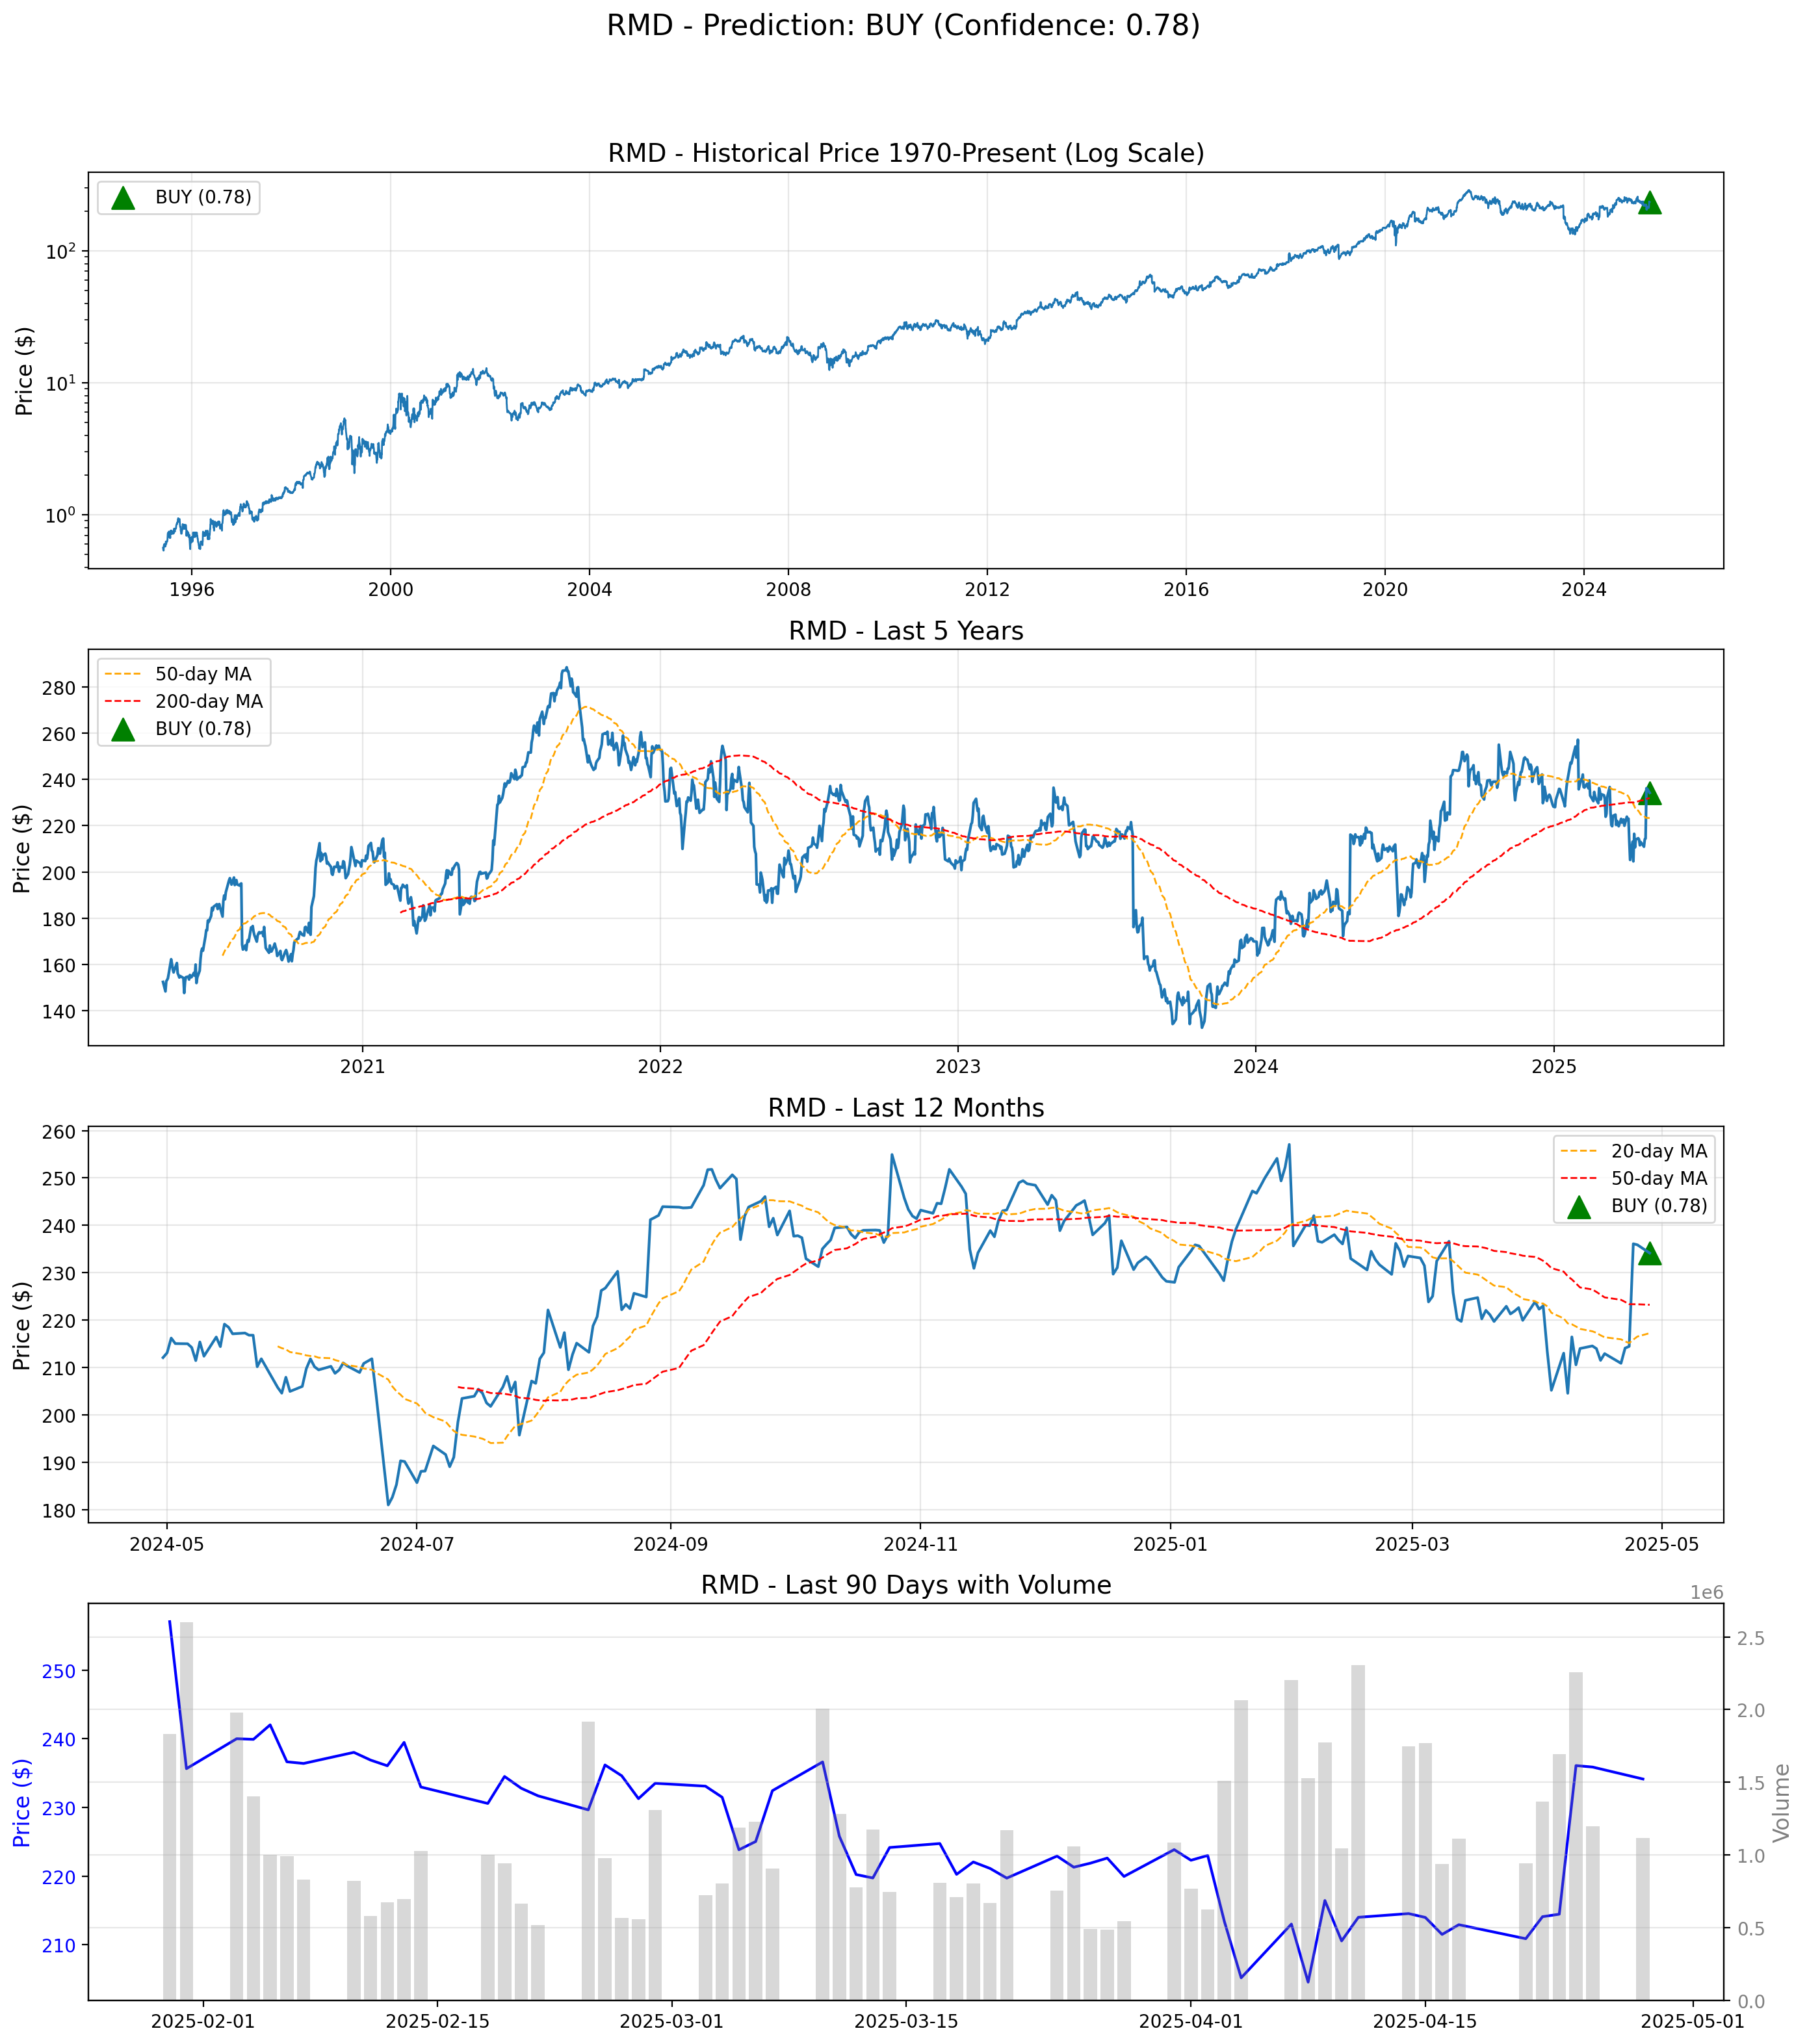 RMD - Prediction: BUY (Confidence: 0.78)
RMD - Historical Price 1970-Present (Log Scale)
BUY (0.78)
Price ($)
10²
10¹
10⁰
1996 2000 2004 2008 2012 2016 2020 2024
RMD - Last 5 Years
50-day MA
200-day MA
BUY (0.78)
Price ($)
280
260
240
220
200
180
160
140
2021 2022 2023 2024 2025
RMD - Last 12 Months
20-day MA
50-day MA
BUY (0.78)
Price ($)
260
250
240
230
220
210
200
190
180
2024-05 2024-07 2024-09 2024-11 2025-01 2025-03 2025-05
RMD - Last 90 Days with Volume
1e6
Price ($)
250
240
230
220
210
2.5
2.0
1.5
1.0
0.5
0.0
Volume
2025-02-01 2025-02-15 2025-03-01 2025-03-15 2025-04-01 2025-04-15 2025-05-01